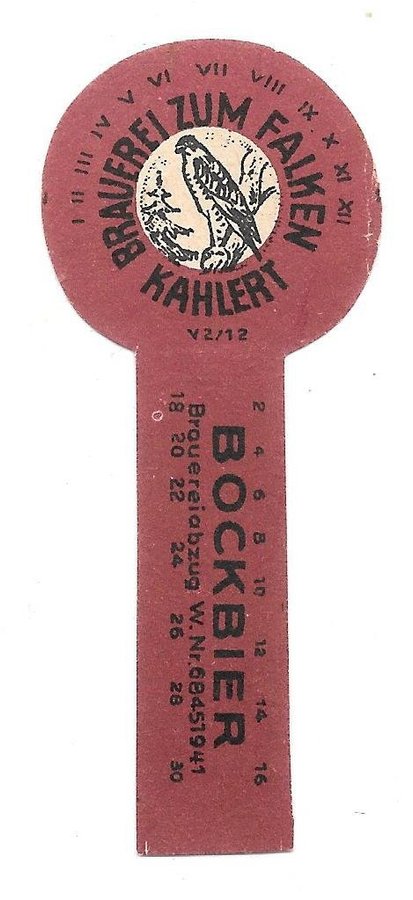 I II III IV V VI VII VIII IX X XI XII
BRAUEREI ZUM FALKEN
KAHLERT
V2/12
2 4 6 8 10 12 14 16
BOCKBIER
Brauereiabzug W.Nr.68451941
18 20 22 24 26 28 30